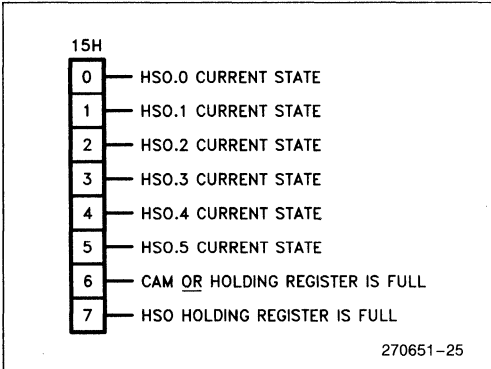 15H
0 HSO.0 CURRENT STATE
1 HSO.1 CURRENT STATE
2 HSO.2 CURRENT STATE
3 HSO.3 CURRENT STATE
4 HSO.4 CURRENT STATE
5 HSO.5 CURRENT STATE
6 CAM OR HOLDING REGISTER IS FULL
7 HSO HOLDING REGISTER IS FULL
270651-25